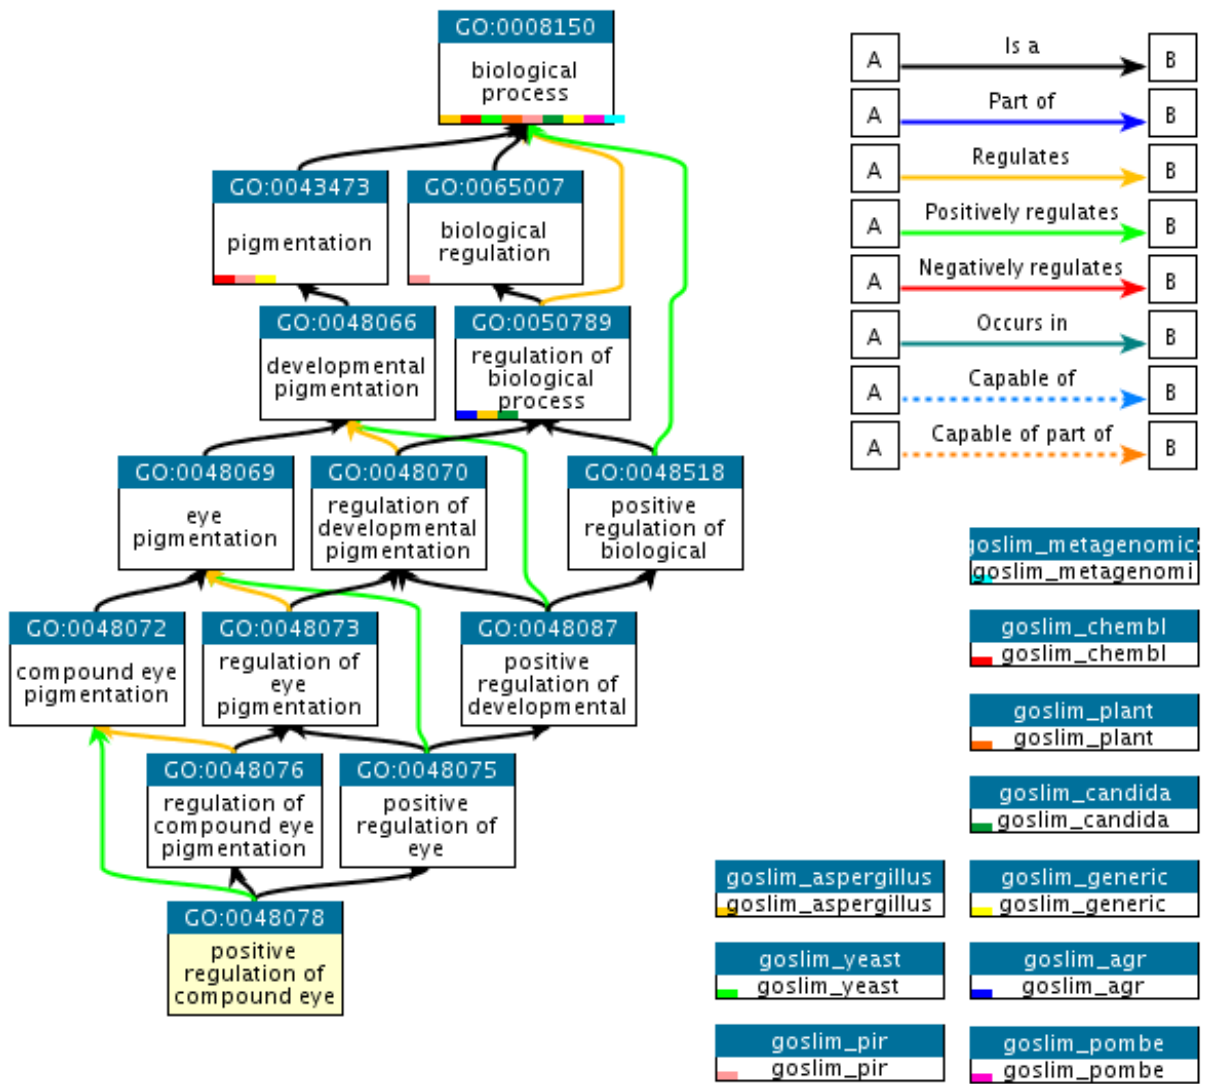 GO:0008150
biological
process
GO:0043473
pigmentation
GO:0065007
biological
regulation
GO:0048066
developmental
pigmentation
GO:0050789
regulation of
biological
process
GO:0048069
eye
pigmentation
GO:0048070
regulation of
developmental
pigmentation
GO:0048518
positive
regulation of
biological
GO:0048072
compound eye
pigmentation
GO:0048073
regulation of
eye
pigmentation
GO:0048087
positive
regulation of
developmental
GO:0048076
regulation of
compound eye
pigmentation
GO:0048075
positive
regulation of
eye
GO:0048078
positive
regulation of
compound eye
A Is a B
A Part of B
A Regulates B
A Positively regulates B
A Negatively regulates B
A Occurs in B
A Capable of B
A Capable of part of B
goslim_metagenomics
goslim_metagenomi
goslim_chembl
goslim_chembl
goslim_plant
goslim_plant
goslim_candida
goslim_candida
goslim_aspergillus
goslim_aspergillus
goslim_generic
goslim_generic
goslim_yeast
goslim_yeast
goslim_agr
goslim_agr
goslim_pir
goslim_pir
goslim_pombe
goslim_pombe